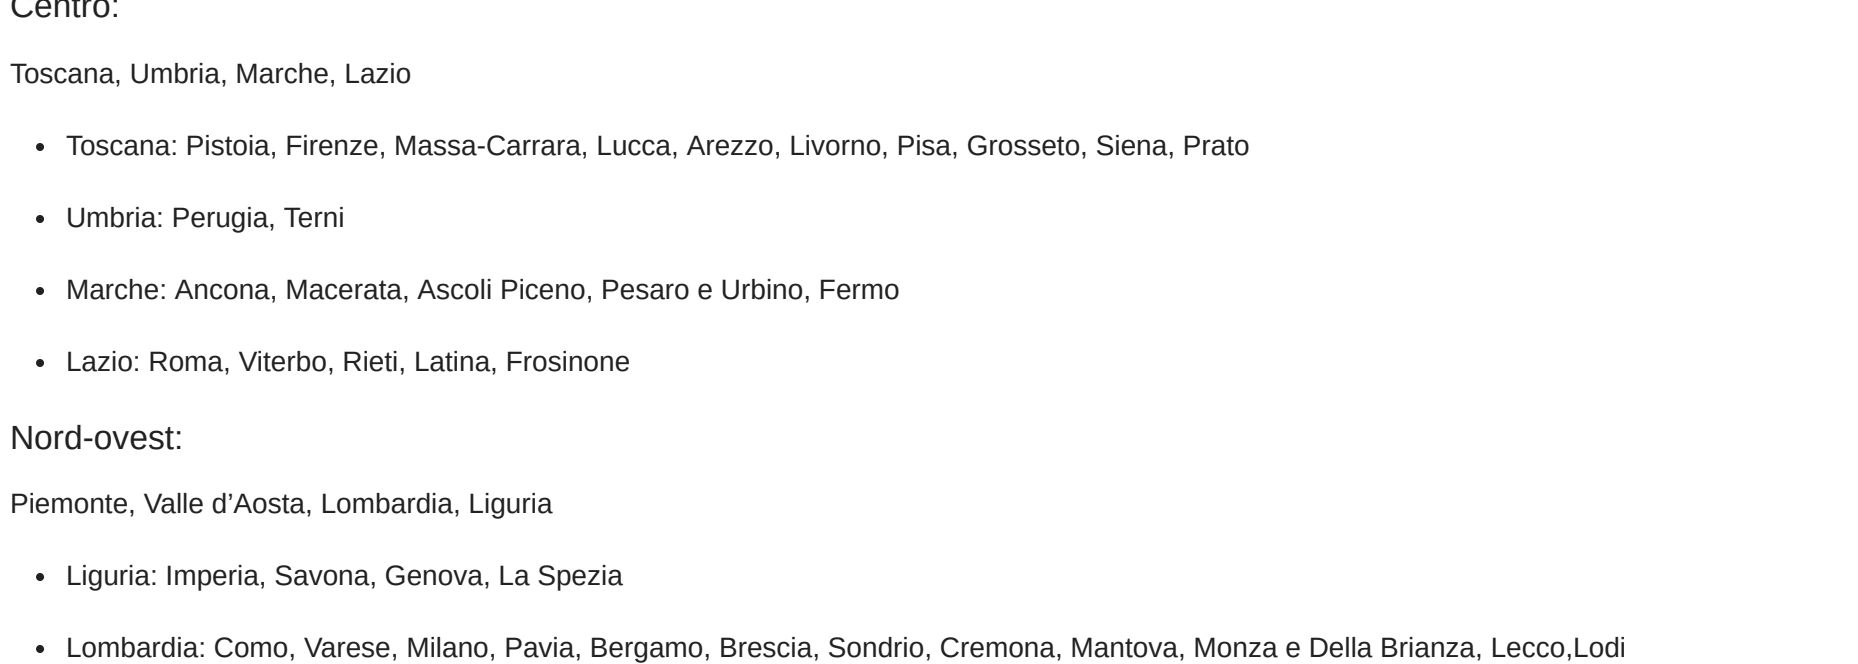 Centro:
Toscana, Umbria, Marche, Lazio
• Toscana: Pistoia, Firenze, Massa-Carrara, Lucca, Arezzo, Livorno, Pisa, Grosseto, Siena, Prato
• Umbria: Perugia, Terni
• Marche: Ancona, Macerata, Ascoli Piceno, Pesaro e Urbino, Fermo
• Lazio: Roma, Viterbo, Rieti, Latina, Frosinone
Nord-ovest:
Piemonte, Valle d’Aosta, Lombardia, Liguria
• Liguria: Imperia, Savona, Genova, La Spezia
• Lombardia: Como, Varese, Milano, Pavia, Bergamo, Brescia, Sondrio, Cremona, Mantova, Monza e Della Brianza, Lecco,Lodi